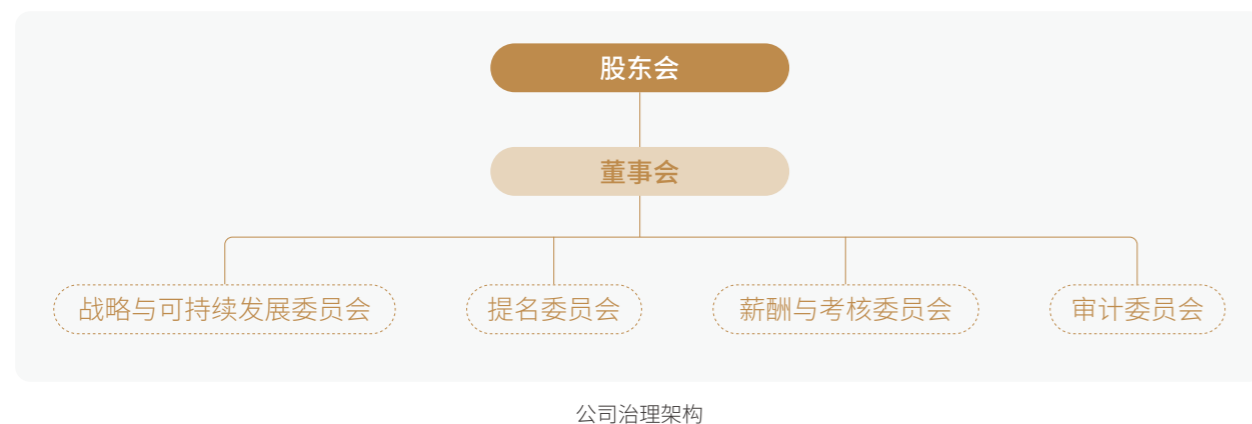 股东会
董事会
战略与可持续发展委员会
提名委员会
薪酬与考核委员会
审计委员会
公司治理架构